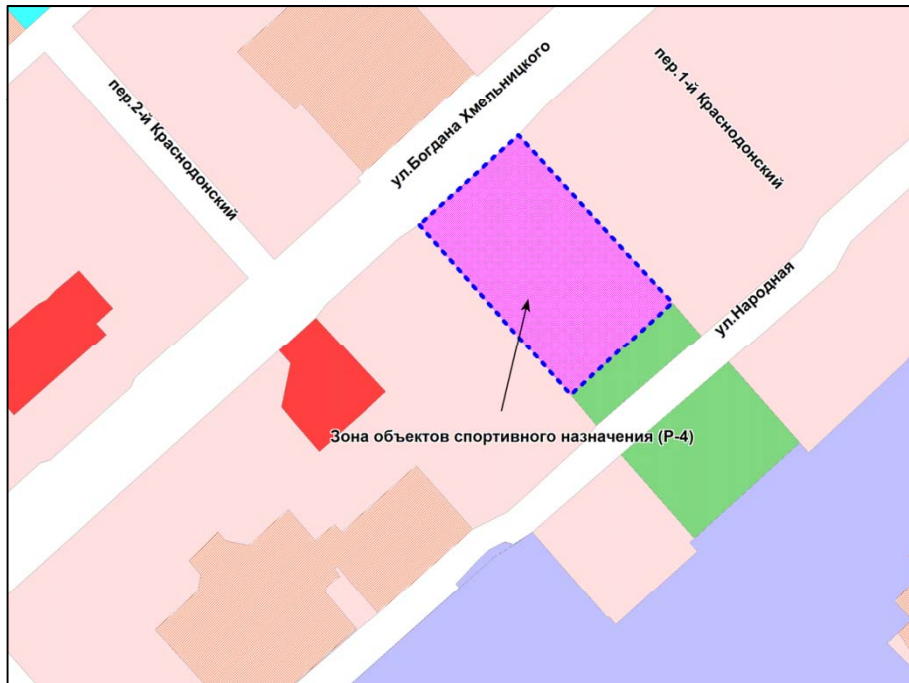 пер.2-й Краснодонский
ул.Богдана Хмельницкого
пер.1-й Краснодонский
ул.Народная
Зона объектов спортивного назначения (Р-4)